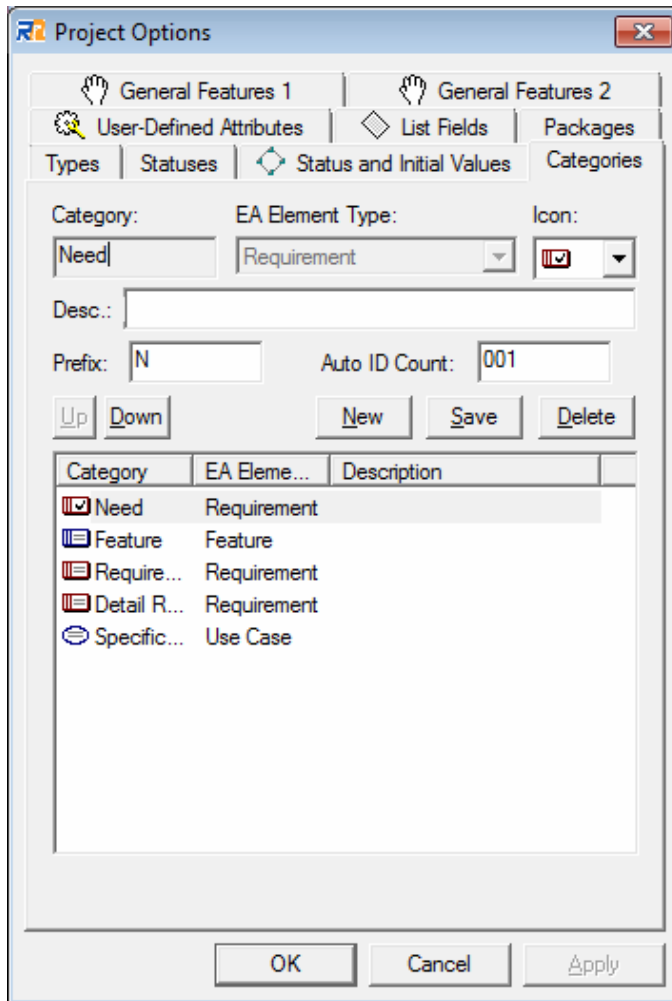 Project Options
General Features 1 General Features 2
User-Defined Attributes List Fields Packages
Types Statuses Status and Initial Values Categories
Category: EA Element Type: Icon:
Need Requirement
Desc.:
Prefix: N Auto ID Count: 001
Up Down New Save Delete
Category EA Eleme... Description
Need Requirement
Feature Feature
Require... Requirement
Detail R... Requirement
Specific... Use Case
OK Cancel Apply